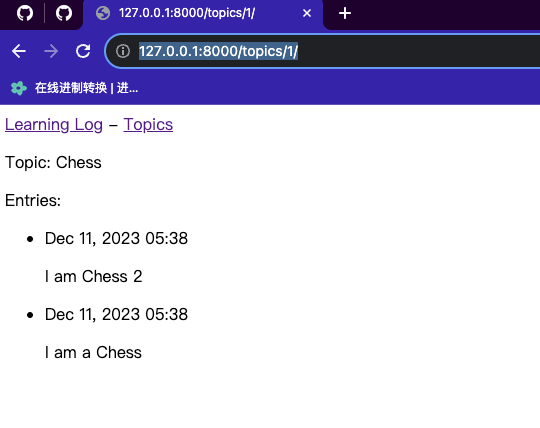 127.0.0.1:8000/topics/1/
127.0.0.1:8000/topics/1/
在线进制转换 | 进...
Learning Log - Topics
Topic: Chess
Entries:
Dec 11, 2023 05:38
I am Chess 2
Dec 11, 2023 05:38
I am a Chess